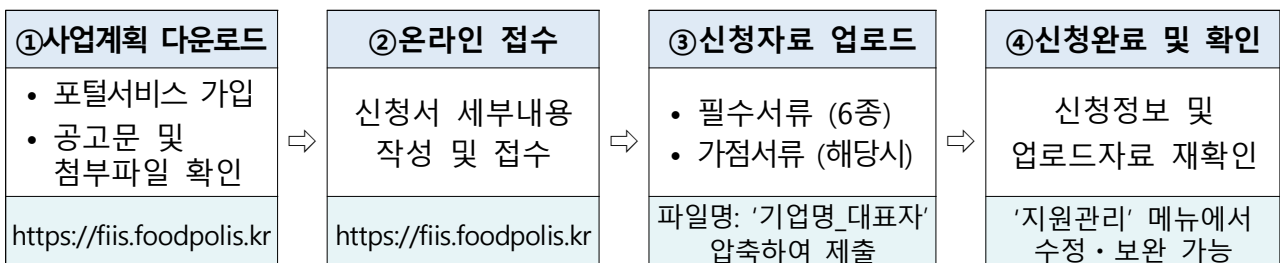 ①사업계획 다운로드
• 포털서비스 가입
• 공고문 및
첨부파일 확인
https://fiis.foodpolis.kr
⇨
②온라인 접수
신청서 세부내용
작성 및 접수
https://fiis.foodpolis.kr
⇨
③신청자료 업로드
• 필수서류 (6종)
• 가점서류 (해당시)
파일명: '기업명_대표자'
압축하여 제출
⇨
④신청완료 및 확인
신청정보 및
업로드자료 재확인
'지원관리' 메뉴에서
수정・보완 가능